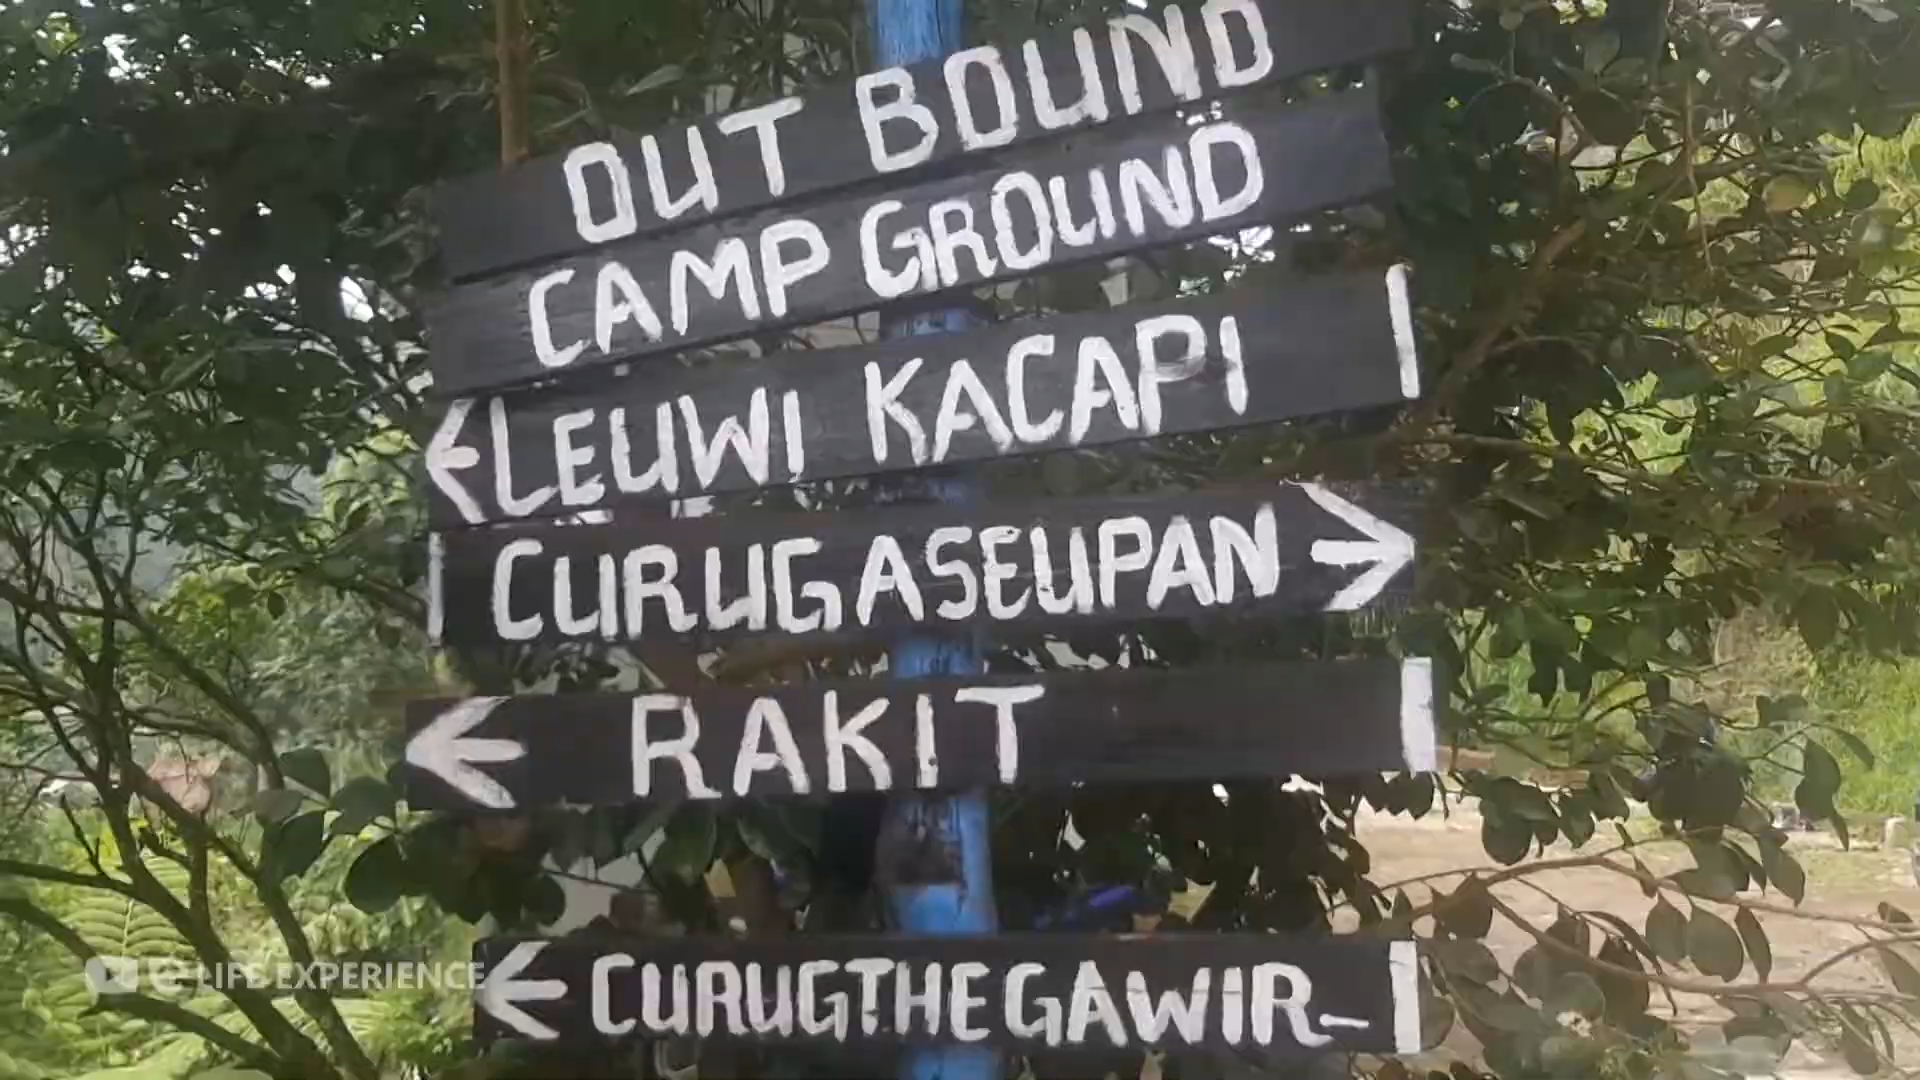 OUT BOUND
CAMP GROUND
LEUWI KACAPI
CURUG ASEUPAN
RAKIT
CURUG THE GAWIR
LIFE EXPERIENCE